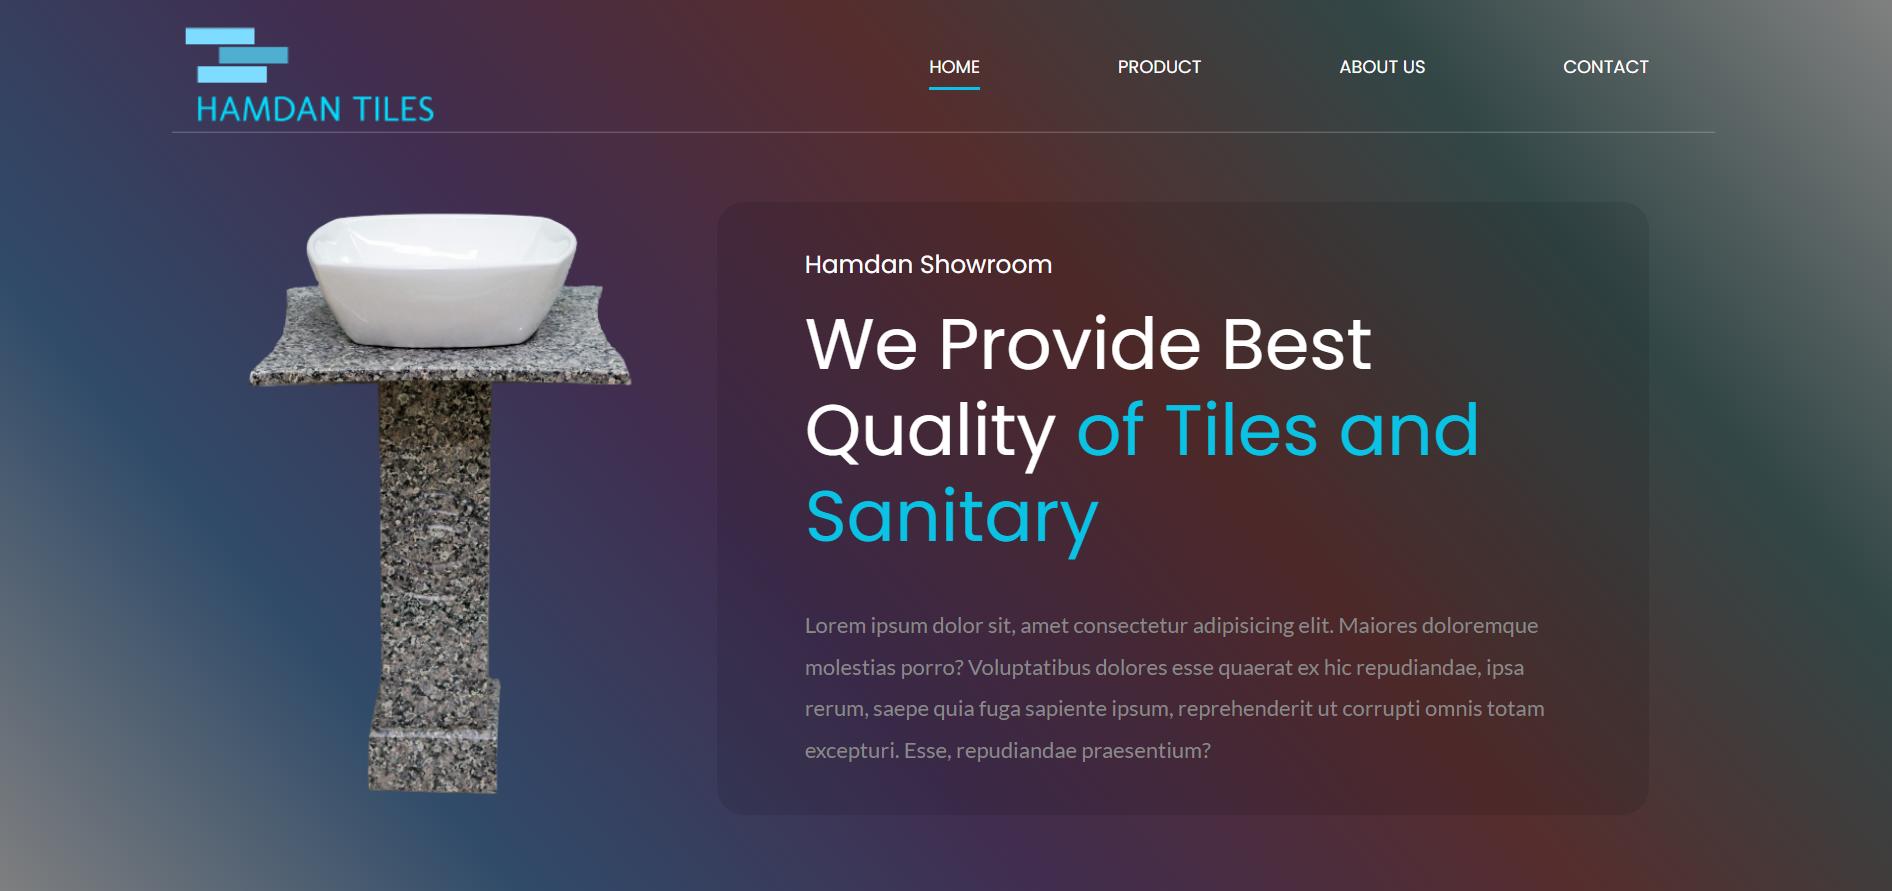 HAMDAN TILES
HOME PRODUCT ABOUT US CONTACT
Hamdan Showroom
We Provide Best
Quality of Tiles and
Sanitary
Lorem ipsum dolor sit, amet consectetur adipisicing elit. Maiores doloremque
molestias porro? Voluptatibus dolores esse quaerat ex hic repudiandae, ipsa
rerum, saepe quia fuga sapiente ipsum, reprehenderit ut corrupti omnis totam
excepturi. Esse, repudiandae praesentium?